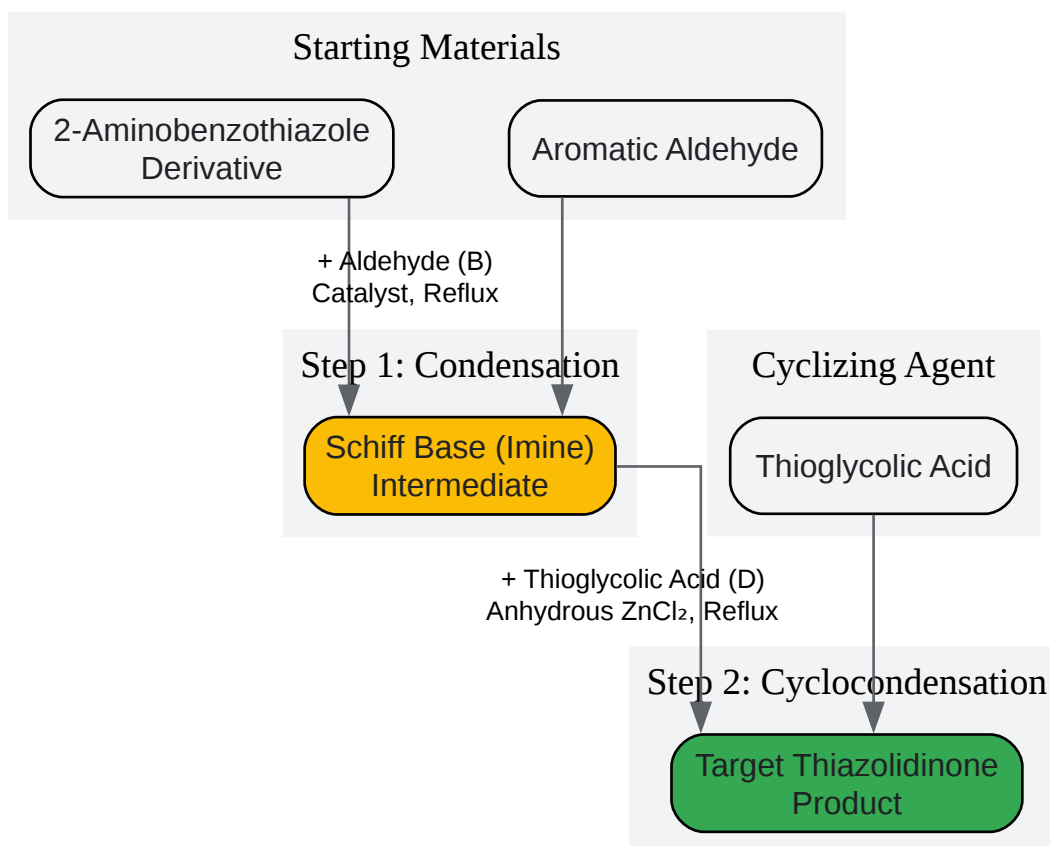 Starting Materials
2-Aminobenzothiazole
Derivative
Aromatic Aldehyde
+ Aldehyde (B)
Catalyst, Reflux
Step 1: Condensation
Cyclizing Agent
Schiff Base (Imine)
Intermediate
Thioglycolic Acid
+ Thioglycolic Acid (D)
Anhydrous ZnCl₂, Reflux
Step 2: Cyclocondensation
Target Thiazolidinone
Product